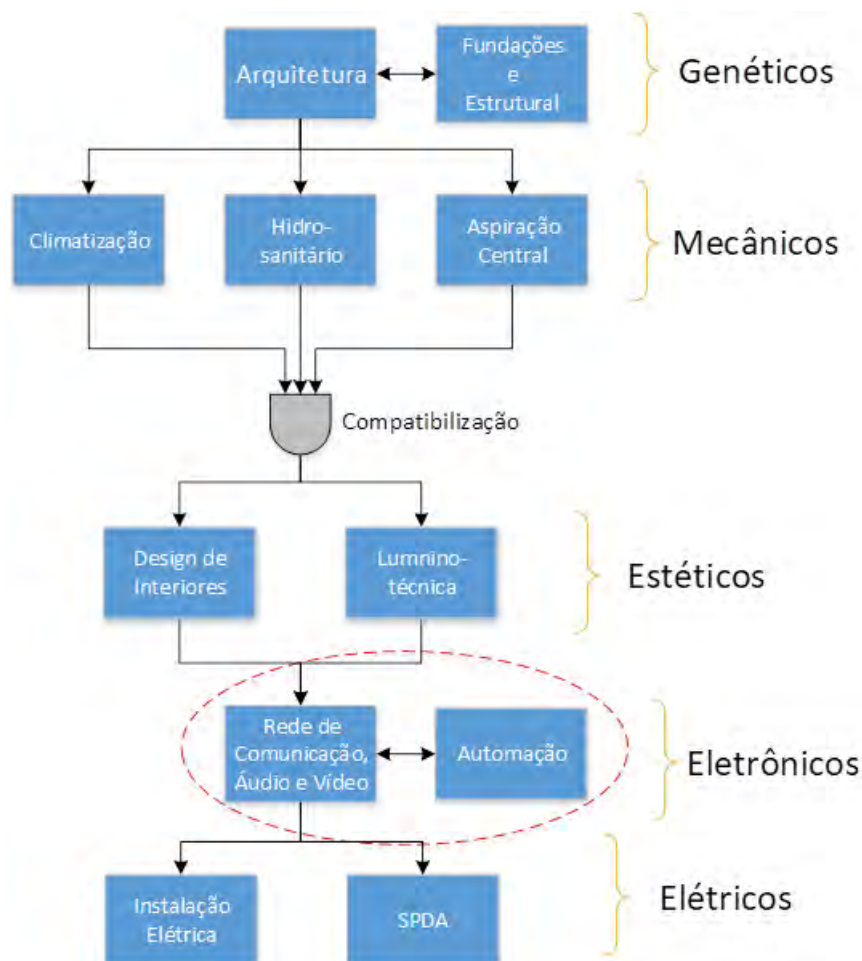 Arquitetura
Fundações
e
Estrutural
Genéticos
Climatização
Hidro-
sanitário
Aspiração
Central
Mecânicos
Compatibilização
Design de
Interiores
Lumnino-
técnica
Estéticos
Rede de
Comunicação,
Áudio e Vídeo
Automação
Eletrônicos
Instalação
Elétrica
SPDA
Elétricos